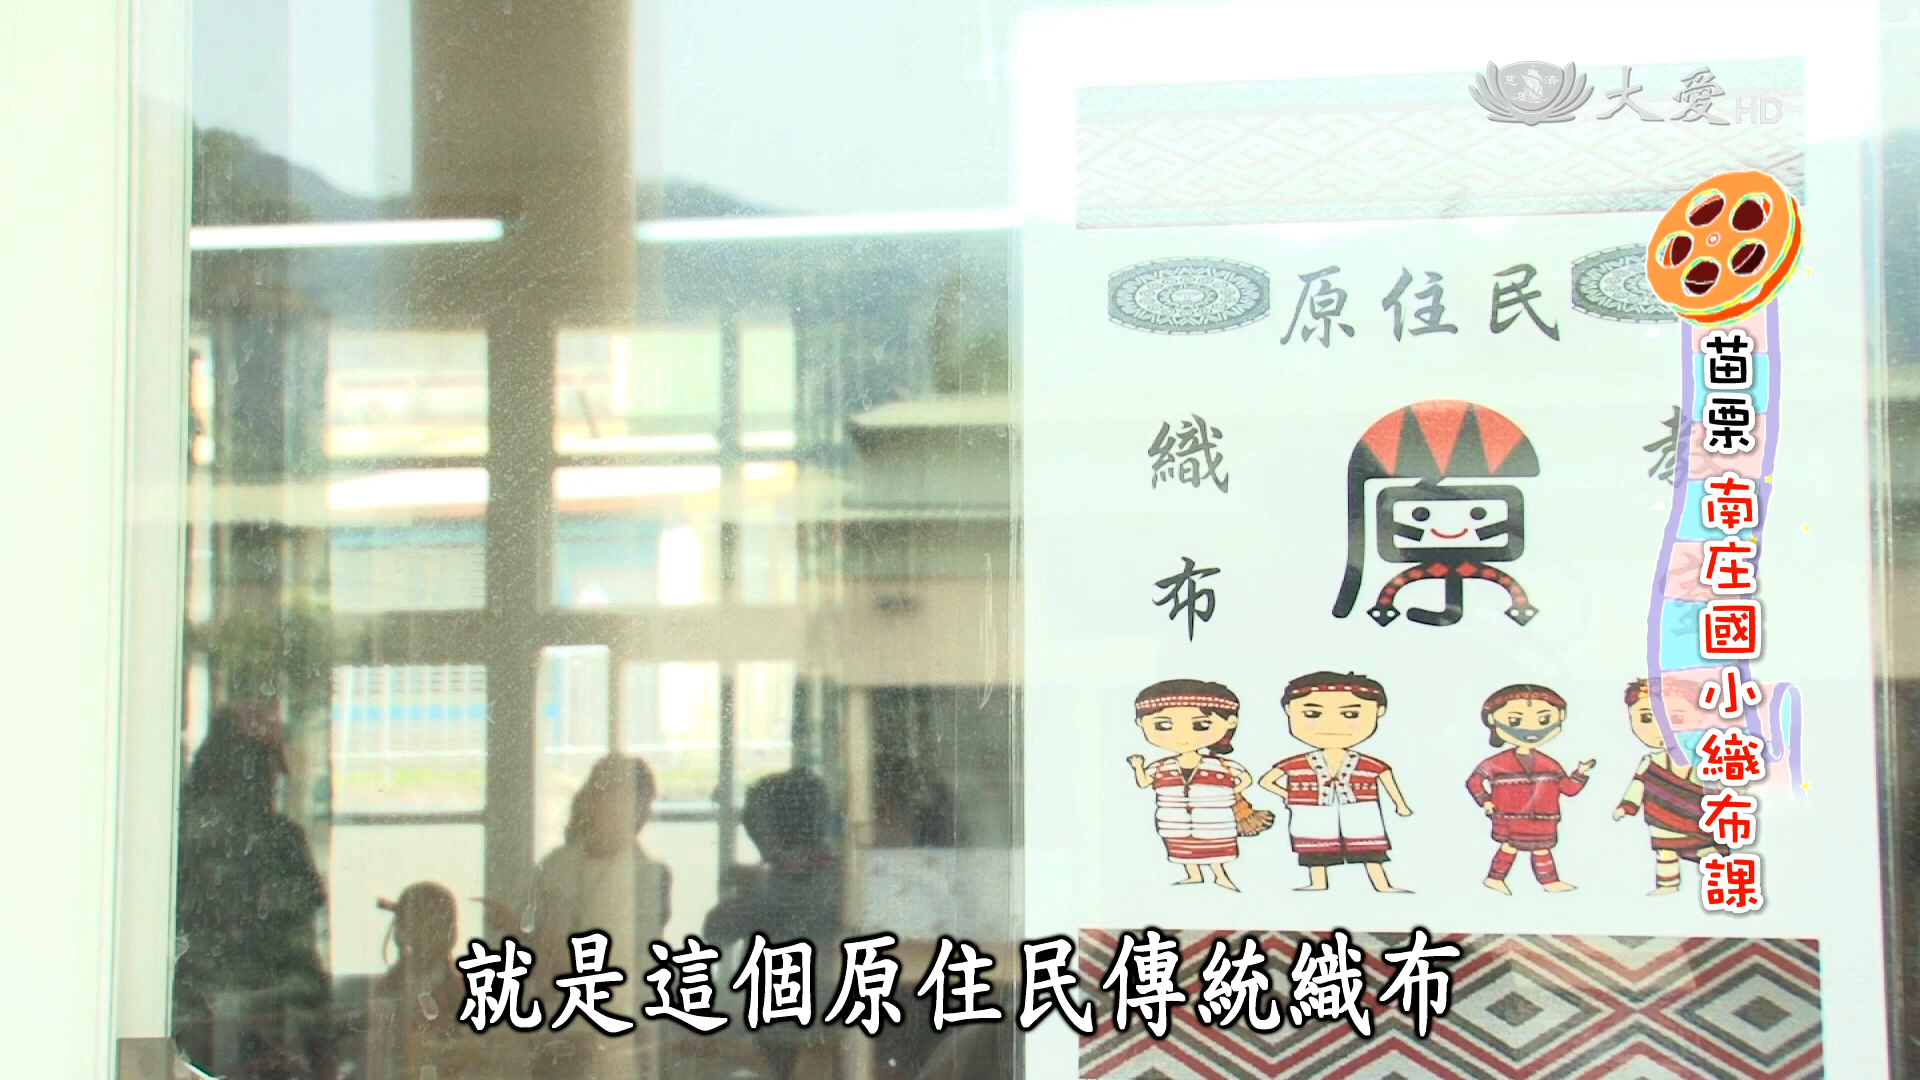 大愛HD
原住民
織布
原
苗栗 南庄國小 織布課
就是這個原住民傳統織布